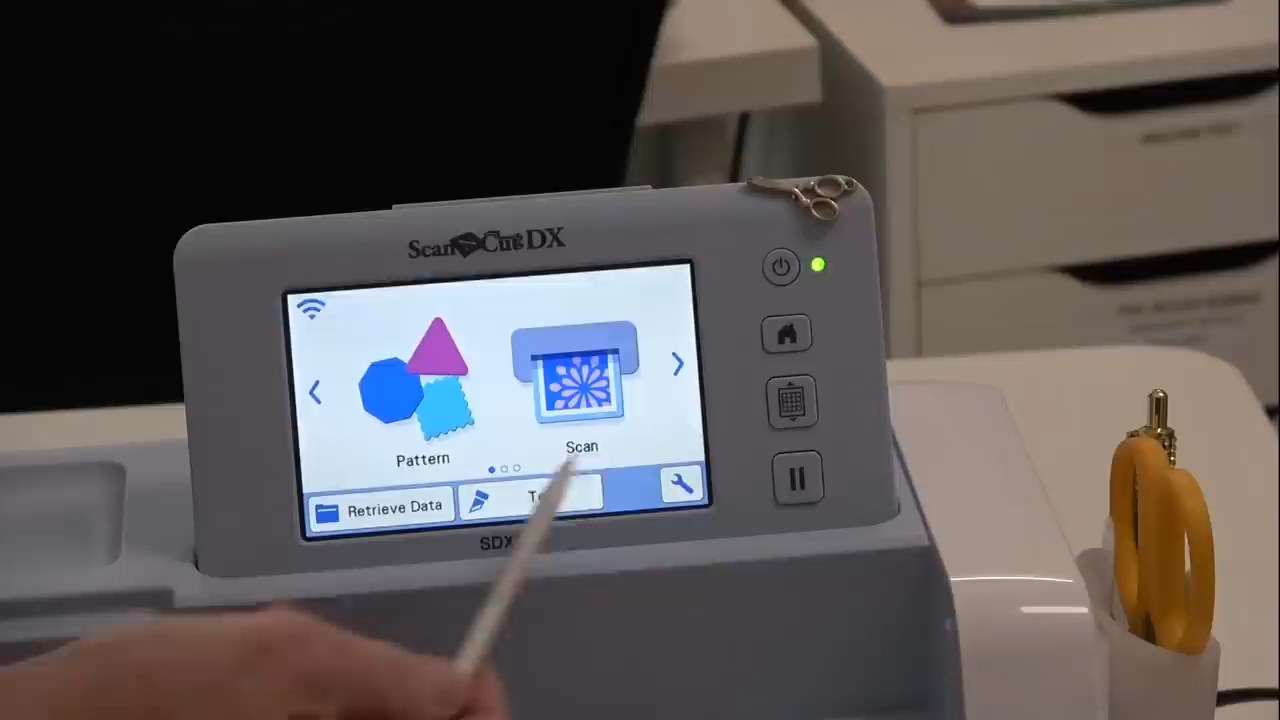 ScanNCut DX
Pattern
Scan
Retrieve Data
SDX